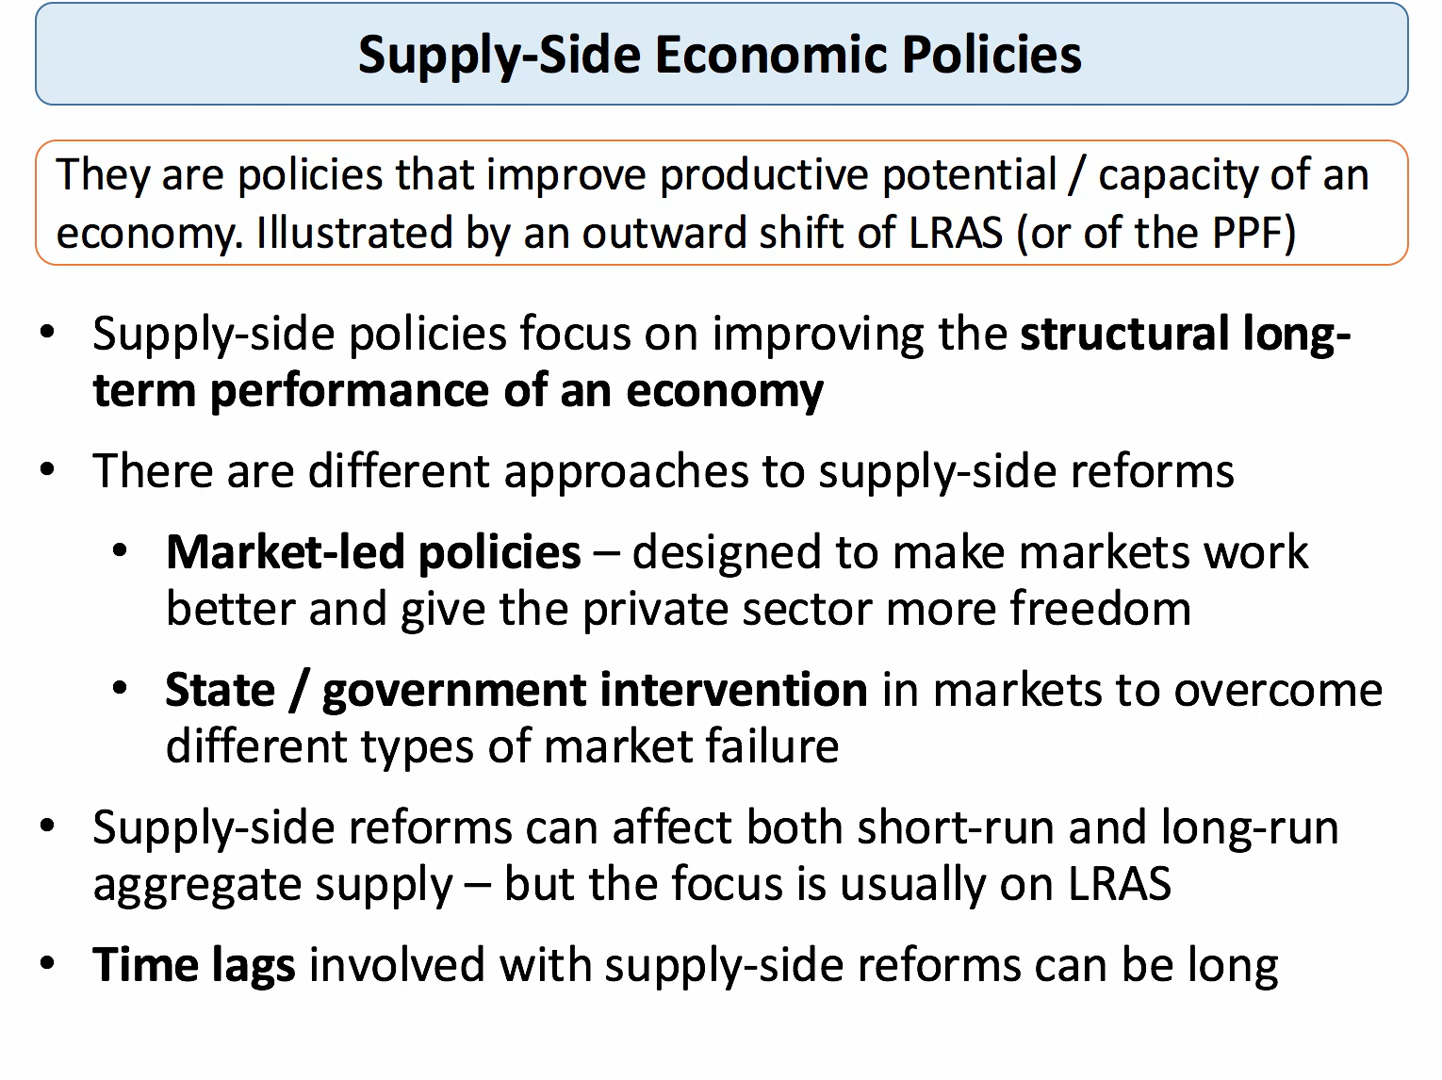 Supply-Side Economic Policies
They are policies that improve productive potential / capacity of an
economy. Illustrated by an outward shift of LRAS (or of the PPF)
• Supply-side policies focus on improving the structural long-
term performance of an economy
• There are different approaches to supply-side reforms
• Market-led policies – designed to make markets work
better and give the private sector more freedom
• State / government intervention in markets to overcome
different types of market failure
• Supply-side reforms can affect both short-run and long-run
aggregate supply – but the focus is usually on LRAS
• Time lags involved with supply-side reforms can be long